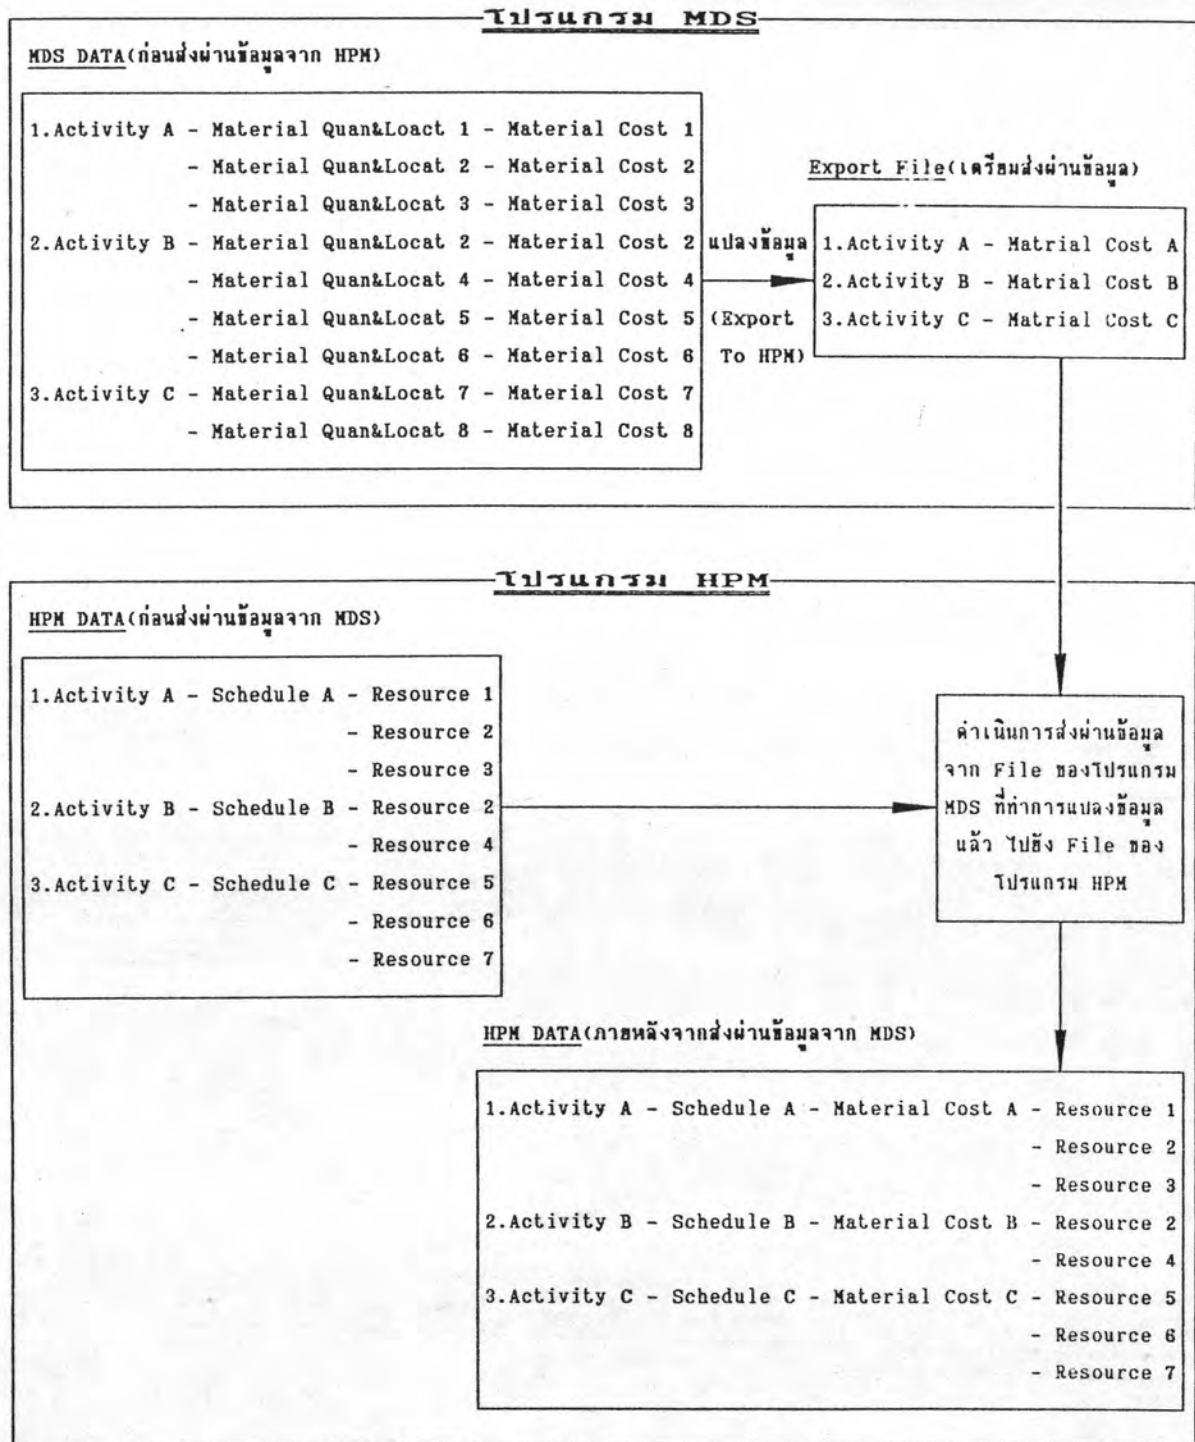 โปรแกรม MDS
MDS DATA(ก่อนส่งผ่านข้อมูลจาก HPM)
1.Activity A - Material Quan&Loact 1 - Material Cost 1
- Material Quan&Locat 2 - Material Cost 2
- Material Quan&Locat 3 - Material Cost 3
2.Activity B - Material Quan&Locat 2 - Material Cost 2
- Material Quan&Locat 4 - Material Cost 4
- Material Quan&Locat 5 - Material Cost 5
- Material Quan&Locat 6 - Material Cost 6
3.Activity C - Material Quan&Locat 7 - Material Cost 7
- Material Quan&Locat 8 - Material Cost 8
แปลงข้อมูล
(Export
To HPM)
Export File(เตรียมส่งผ่านข้อมูล)
1.Activity A - Matrial Cost A
2.Activity B - Matrial Cost B
3.Activity C - Matrial Cost C
โปรแกรม HPM
HPM DATA(ก่อนส่งผ่านข้อมูลจาก MDS)
1.Activity A - Schedule A - Resource 1
- Resource 2
- Resource 3
2.Activity B - Schedule B - Resource 2
- Resource 4
3.Activity C - Schedule C - Resource 5
- Resource 6
- Resource 7
ดำเนินการส่งผ่านข้อมูล
จาก File ของโปรแกรม
MDS ที่ทำการแปลงข้อมูล
แล้ว ไปยัง File ของ
โปรแกรม HPM
HPM DATA(ภายหลังจากส่งผ่านข้อมูลจาก MDS)
1.Activity A - Schedule A - Material Cost A - Resource 1
- Resource 2
- Resource 3
2.Activity B - Schedule B - Material Cost B - Resource 2
- Resource 4
3.Activity C - Schedule C - Material Cost C - Resource 5
- Resource 6
- Resource 7